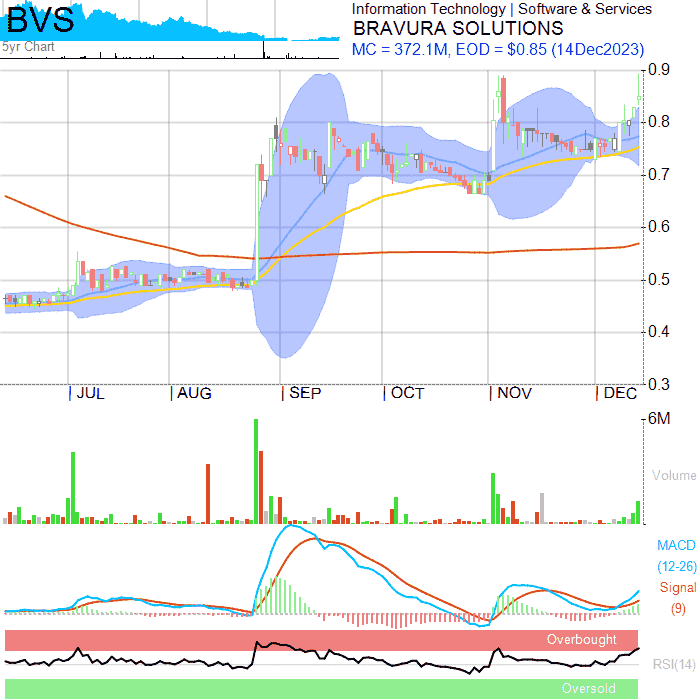 BVS
5yr Chart
Information Technology | Software & Services
BRAVURA SOLUTIONS
MC = 372.1M, EOD = $0.85 (14Dec2023)
0.9
0.8
0.7
0.6
0.5
0.4
0.3
JUL AUG SEP OCT NOV DEC
6M
Volume
MACD
(12-26)
Signal
(9)
Overbought
RSI(14)
Oversold